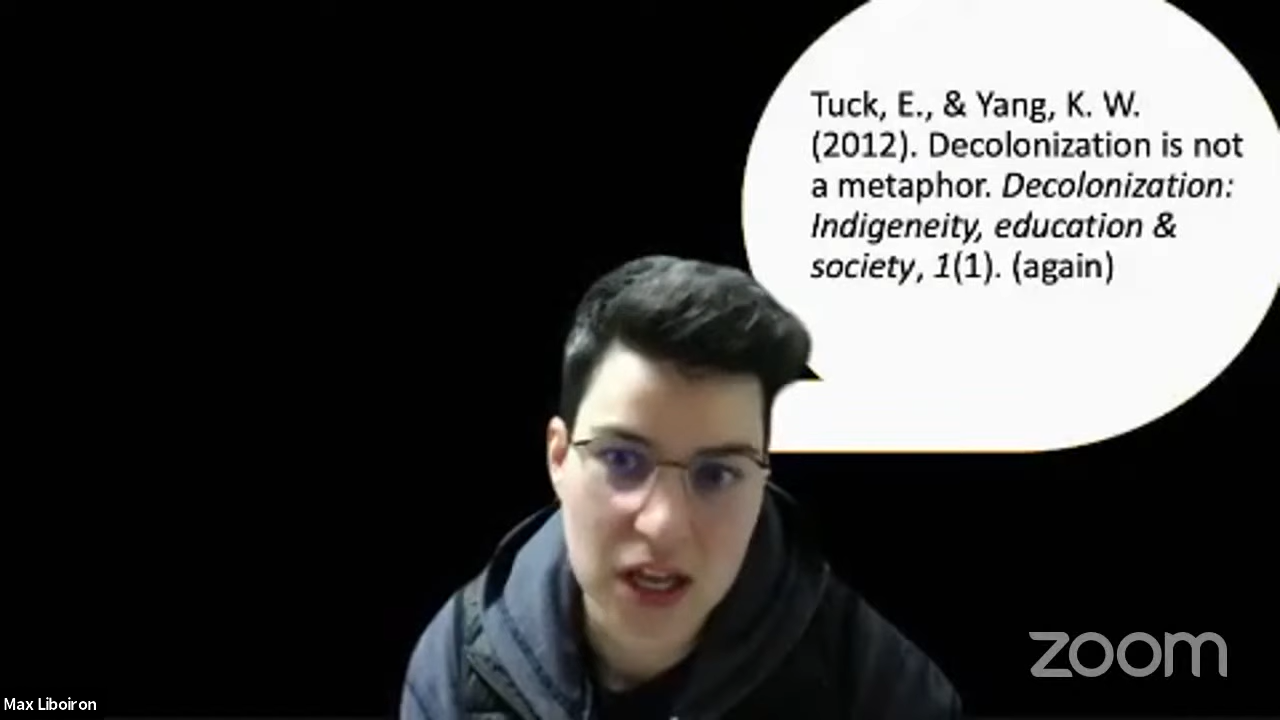 Tuck, E., & Yang, K. W.
(2012). Decolonization is not
a metaphor. Decolonization:
Indigeneity, education &
society, 1(1). (again)
zoom
Max Liboiron